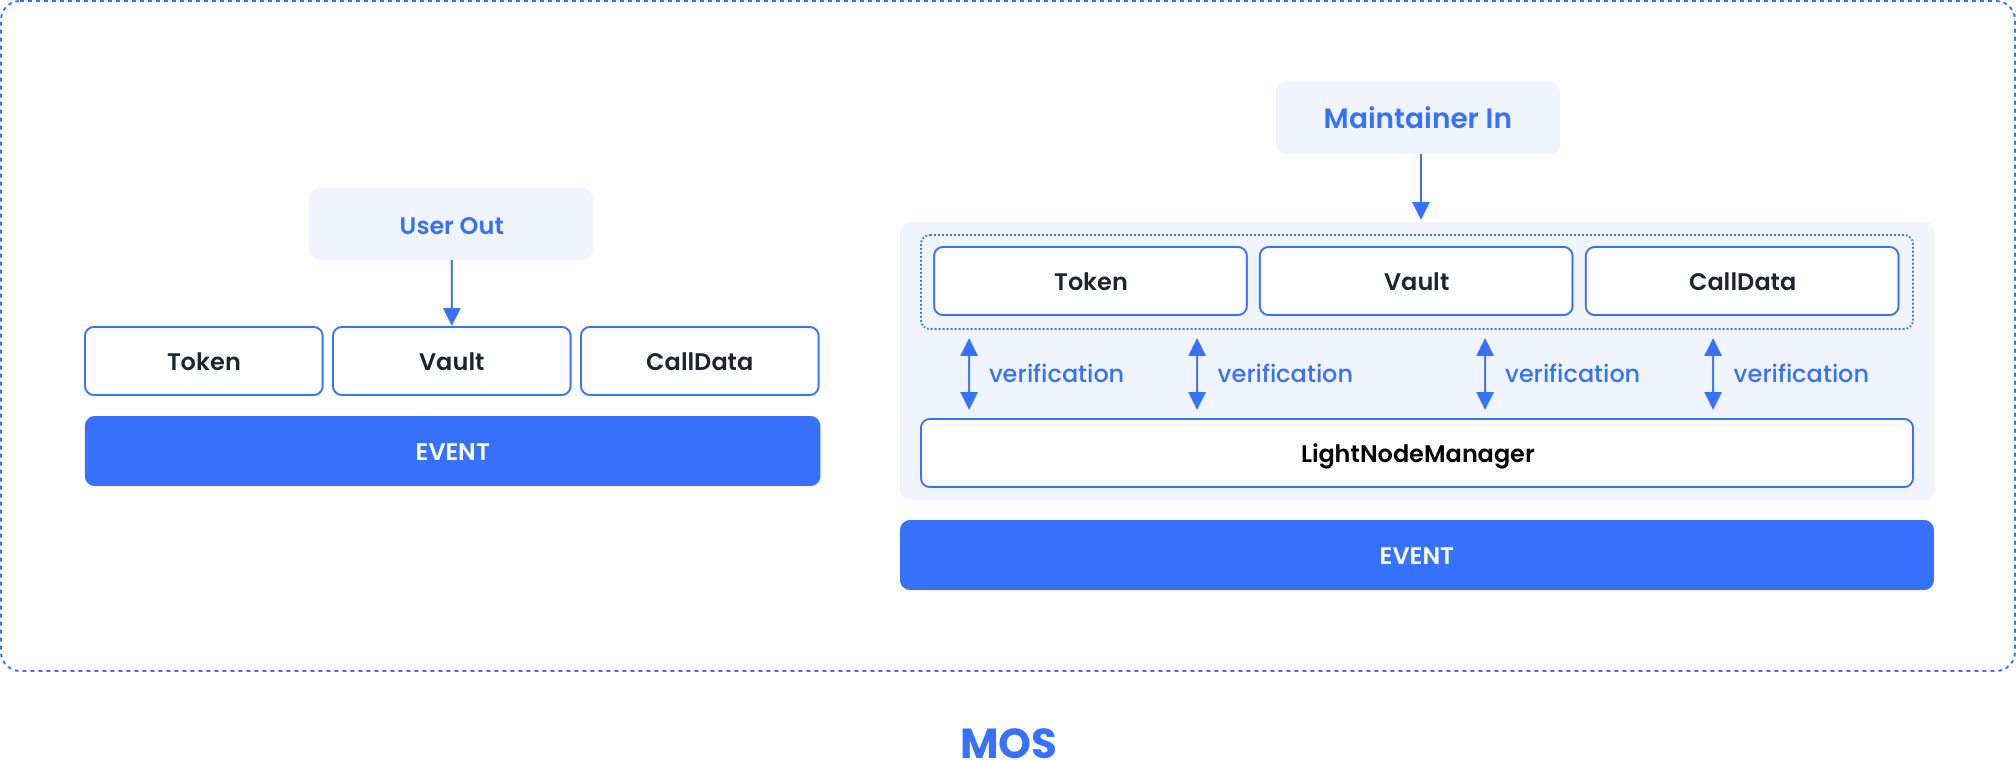 User Out
Token
Vault
CallData
EVENT
Maintainer In
Token
Vault
CallData
verification
verification
verification
verification
LightNodeManager
EVENT
MOS